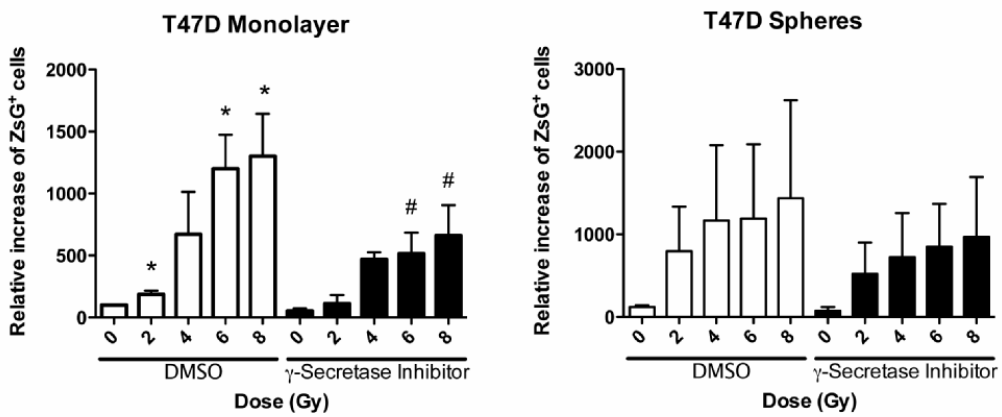 T47D Monolayer
Relative increase of ZsG⁺ cells
2000
1500
1000
500
0
*
*
*
#
#
0 2 4 6 8 0 2 4 6 8
DMSO γ-Secretase Inhibitor
Dose (Gy)
T47D Spheres
Relative increase of ZsG⁺ cells
3000
2000
1000
0
0 2 4 6 8 0 2 4 6 8
DMSO γ-Secretase Inhibitor
Dose (Gy)